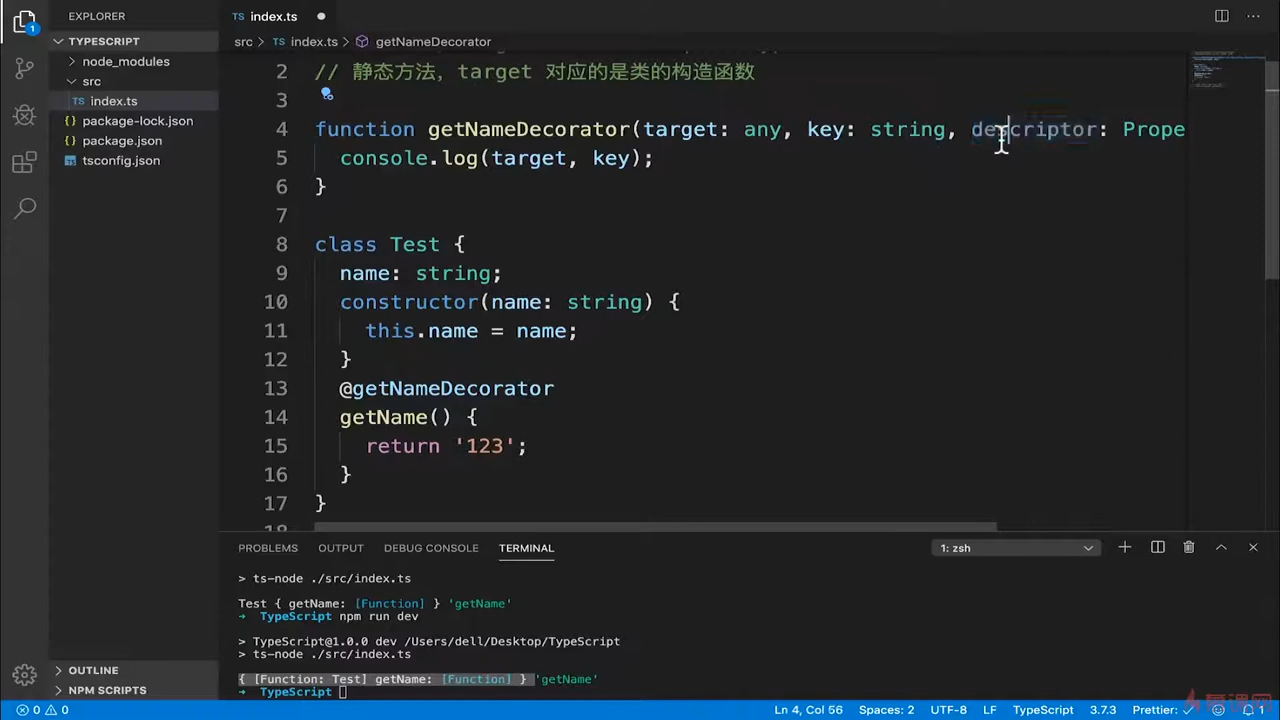 EXPLORER
TS index.ts
1
TYPESCRIPT
node_modules
src
TS index.ts
package-lock.json
package.json
tsconfig.json
src > TS index.ts > getNameDecorator
2 // 静态方法，target 对应的是类的构造函数
3
4 function getNameDecorator(target: any, key: string, descriptor: Prope
5 console.log(target, key);
6 }
7
8 class Test {
9 name: string;
10 constructor(name: string) {
11 this.name = name;
12 }
13 @getNameDecorator
14 getName() {
15 return '123';
16 }
17 }
PROBLEMS OUTPUT DEBUG CONSOLE TERMINAL 1: zsh
> ts-node ./src/index.ts
Test { getName: [Function] } 'getName'
→ TypeScript npm run dev
> TypeScript@1.0.0 dev /Users/dell/Desktop/TypeScript
> ts-node ./src/index.ts
{ [Function: Test] getName: [Function] } 'getName'
→ TypeScript
OUTLINE
NPM SCRIPTS
0 0 Ln 4, Col 56 Spaces: 2 UTF-8 LF TypeScript 3.7.3 Prettier: ✓ 1
慕课网